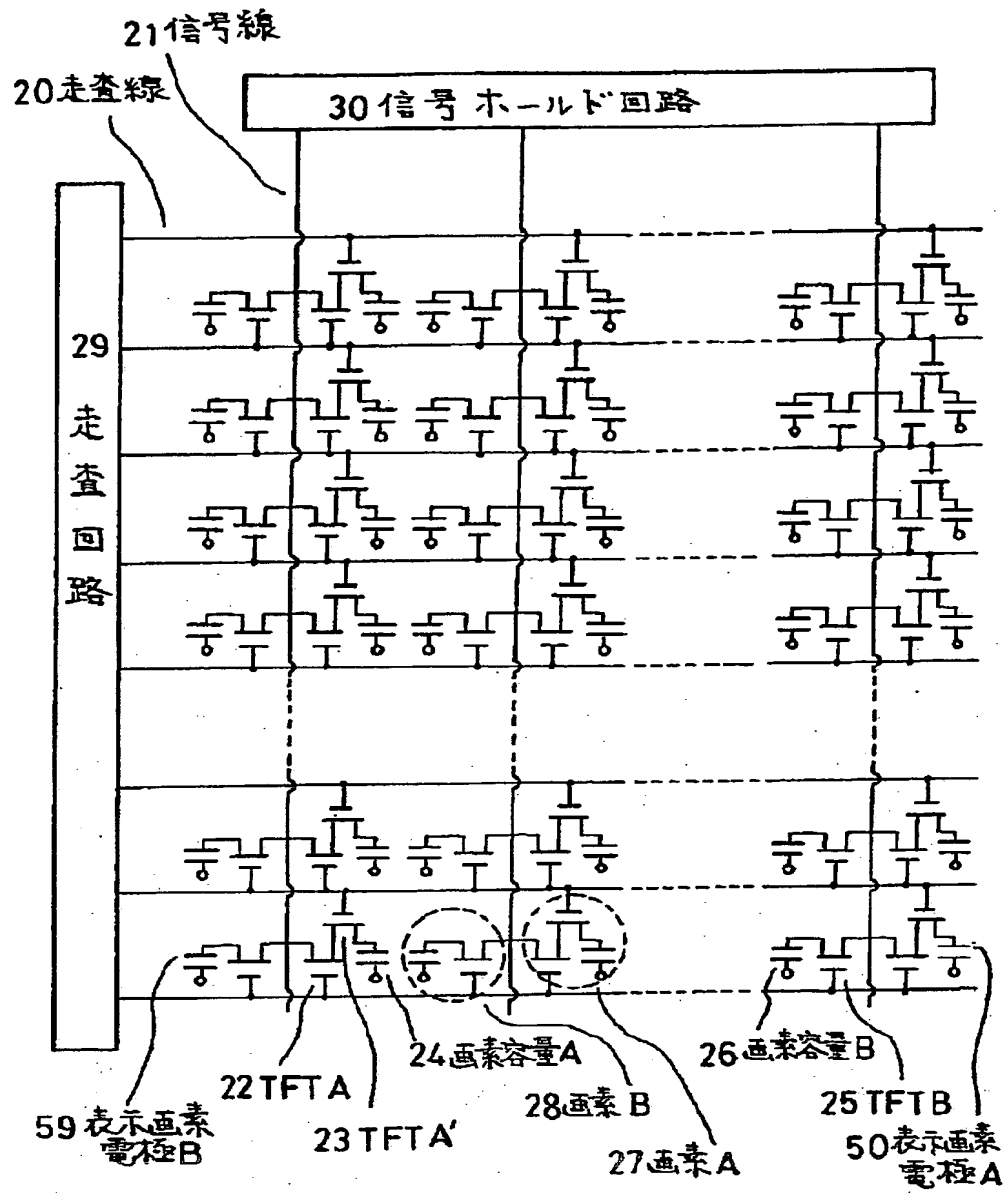 21信号線
20走査線
30信号ホールド回路
29
走
査
回
路
24画素容量A
26画素容量B
22TFTA
28画素B
25TFTB
59表示画素
電極B
23TFTA'
27画素A
50表示画素
電極A